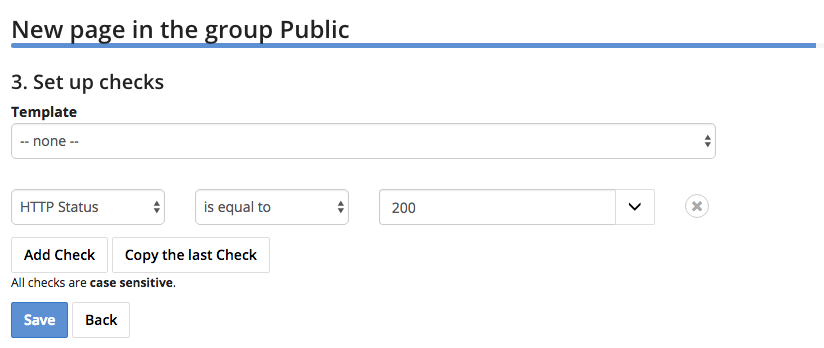 New page in the group Public
3. Set up checks
Template
-- none --
HTTP Status is equal to 200
Add Check Copy the last Check
All checks are case sensitive.
Save Back